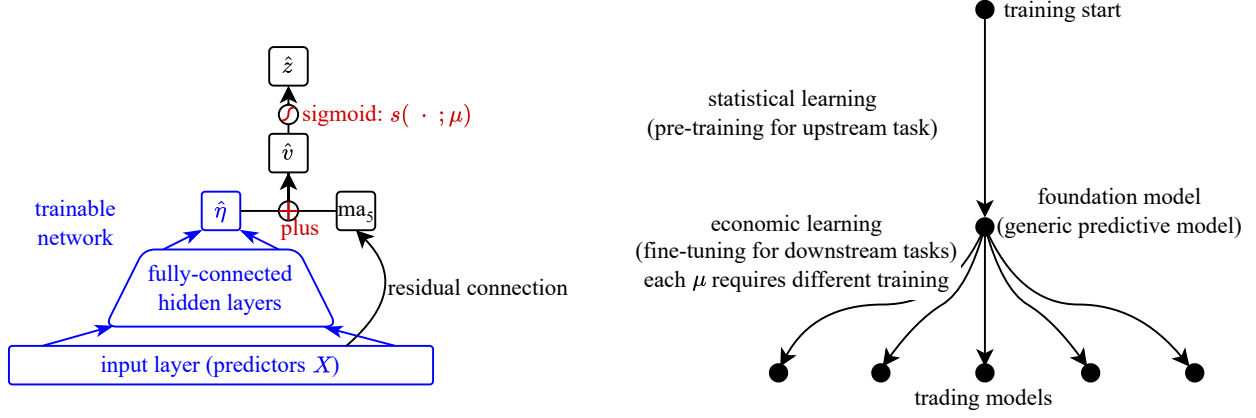 ẑ
sigmoid: s( · ; μ)
v̂
trainable
network
η̂
plus
ma₅
fully-connected
hidden layers
residual connection
input layer (predictors X)
training start
statistical learning
(pre-training for upstream task)
foundation model
(generic predictive model)
economic learning
(fine-tuning for downstream tasks)
each μ requires different training
trading models